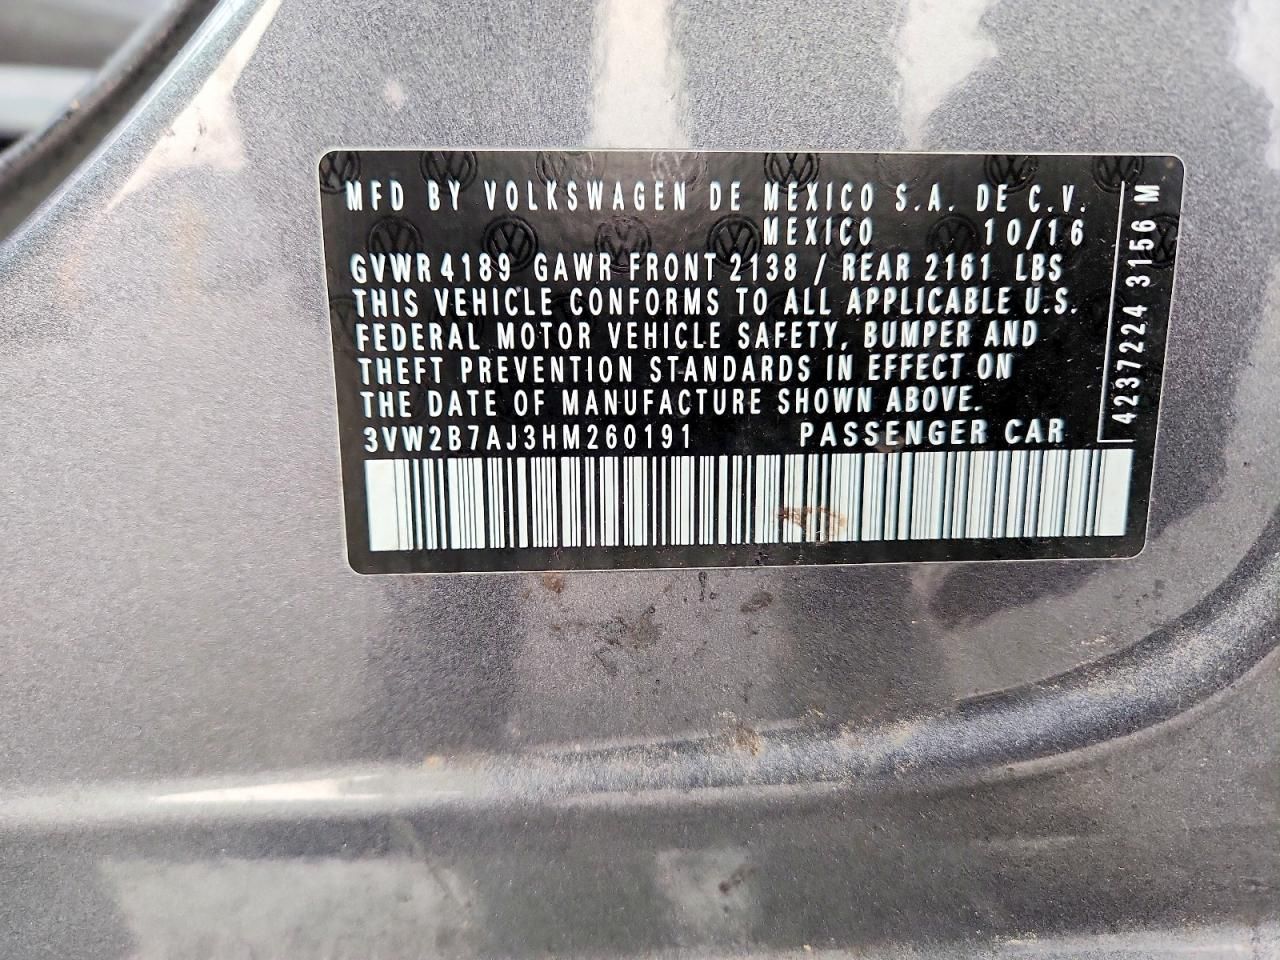 MFD BY VOLKSWAGEN DE MEXICO S.A. DE C.V.
MEXICO 10/16
GVWR 4189 GAWR FRONT 2138 / REAR 2161 LBS
THIS VEHICLE CONFORMS TO ALL APPLICABLE U.S.
FEDERAL MOTOR VEHICLE SAFETY, BUMPER AND
THEFT PREVENTION STANDARDS IN EFFECT ON
THE DATE OF MANUFACTURE SHOWN ABOVE.
3VW2B7AJ3HM260191 PASSENGER CAR
4237224 3156 M